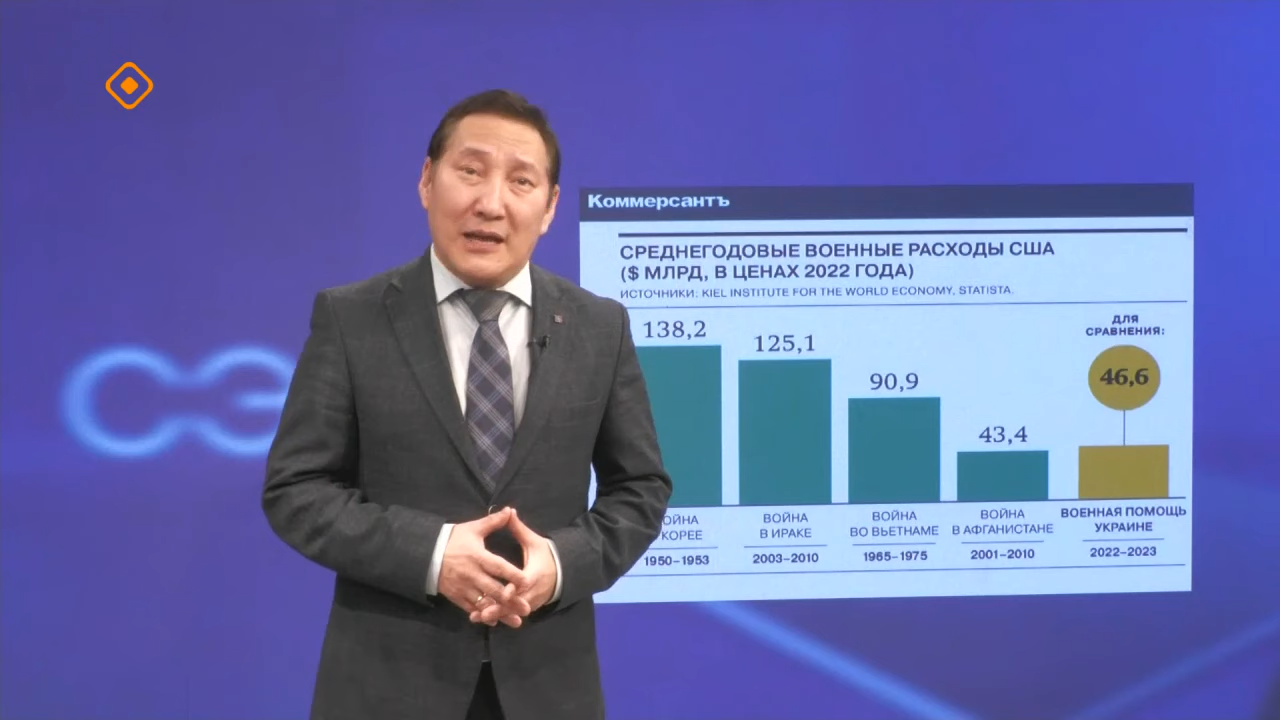 Коммерсантъ
СРЕДНЕГОДОВЫЕ ВОЕННЫЕ РАСХОДЫ США
($ МЛРД, В ЦЕНАХ 2022 ГОДА)
ИСТОЧНИКИ: KIEL INSTITUTE FOR THE WORLD ECONOMY, STATISTA.
ДЛЯ
СРАВНЕНИЯ:
138,2
125,1
90,9
43,4
46,6
ОЙНА
КОРЕЕ
1950–1953
ВОЙНА
В ИРАКЕ
2003–2010
ВОЙНА
ВО ВЬЕТНАМЕ
1965–1975
ВОЙНА
В АФГАНИСТАНЕ
2001–2010
ВОЕННАЯ ПОМОЩЬ
УКРАИНЕ
2022–2023